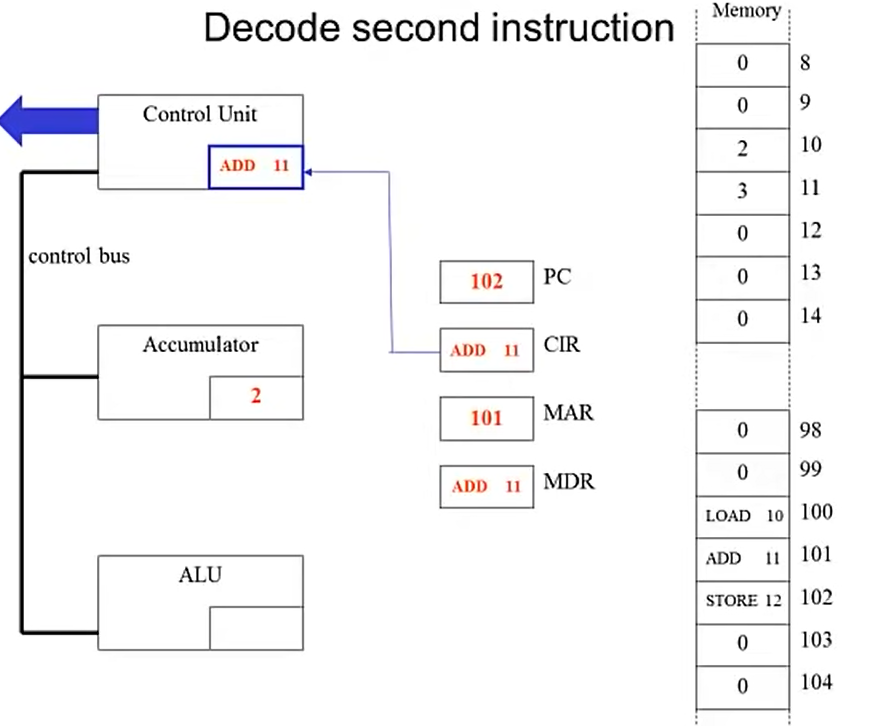 Decode second instruction
Control Unit
ADD 11
control bus
Accumulator
2
ALU
102 PC
ADD 11 CIR
101 MAR
ADD 11 MDR
Memory
0 8
0 9
2 10
3 11
0 12
0 13
0 14
0 98
0 99
LOAD 10 100
ADD 11 101
STORE 12 102
0 103
0 104